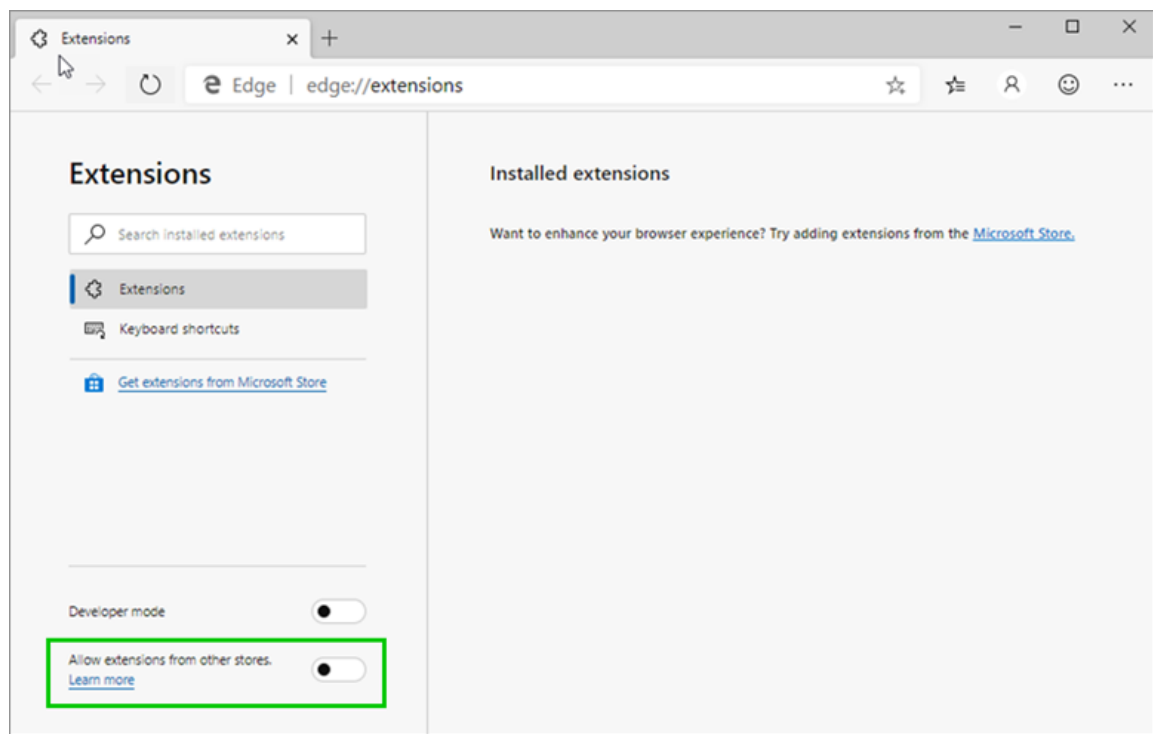 Extensions
Edge | edge://extensions
Extensions
Search installed extensions
Extensions
Keyboard shortcuts
Get extensions from Microsoft Store
Developer mode
Allow extensions from other stores.
Learn more
Installed extensions
Want to enhance your browser experience? Try adding extensions from the Microsoft Store.